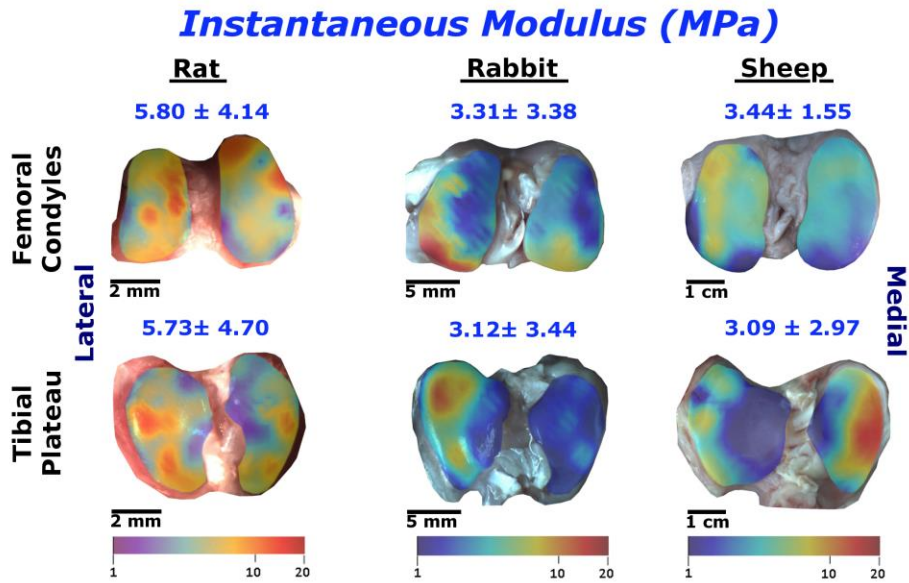 Instantaneous Modulus (MPa)
Rat
Rabbit
Sheep
Femoral
Condyles
5.80 ± 4.14
3.31± 3.38
3.44± 1.55
2 mm
5 mm
1 cm
Lateral
Medial
Tibial
Plateau
5.73± 4.70
3.12± 3.44
3.09 ± 2.97
2 mm
5 mm
1 cm
1 10 20
1 10 20
1 10 20